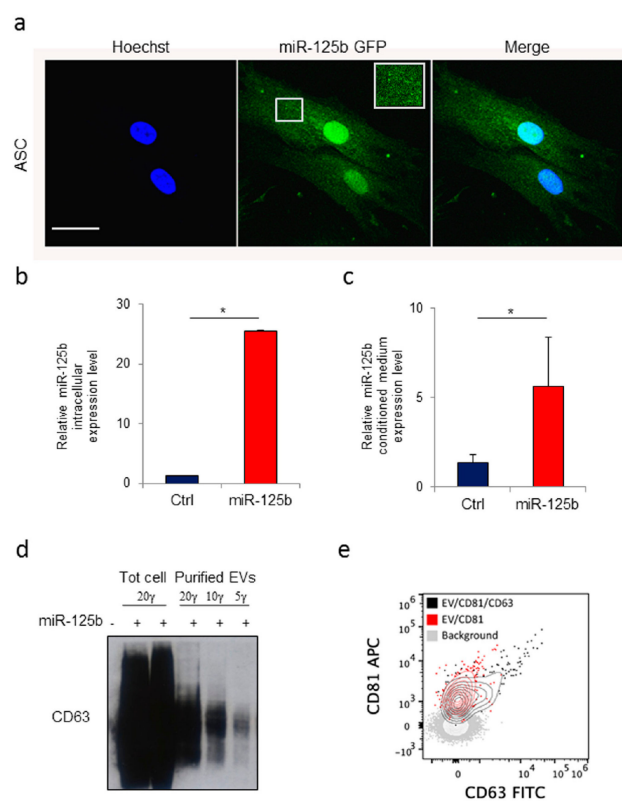 a
Hoechst miR-125b GFP Merge
ASC
b
Relative miR-125b
intracellular
expression level
30
20
10
0
*
Ctrl miR-125b
c
Relative miR-125b
conditioned medium
expression level
10
5
0
*
Ctrl miR-125b
d
Tot cell Purified EVs
20γ 20γ 10γ 5γ
miR-125b - + + + + +
CD63
e
CD81 APC
10⁶
10⁵
10⁴
10³
0
-10³
EV/CD81/CD63
EV/CD81
Background
0 10⁴ 10⁵ 10⁶
CD63 FITC